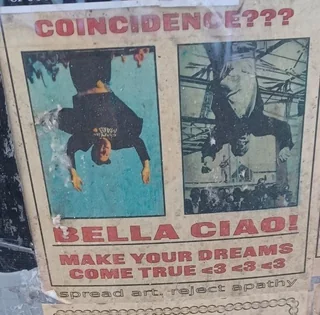 COINCIDENCE???
BELLA CIAO!
MAKE YOUR DREAMS
COME TRUE <3 <3 <3
spread art. reject apathy